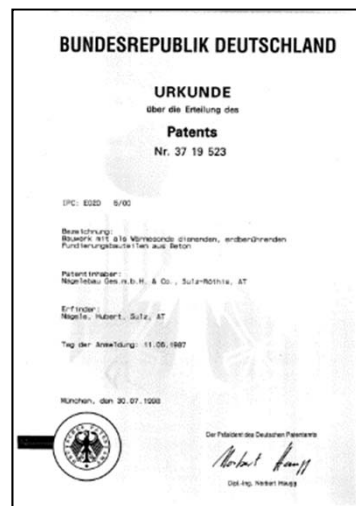 BUNDESREPUBLIK DEUTSCHLAND
URKUNDE
über die Erteilung des
Patents
Nr. 37 19 523
IPC: E02D 5/00
Bezeichnung:
Bauwerk mit als Wärmesonde dienenden, erdberührenden
Fundierungsbauteilen aus Beton
Patentinhaber:
Nägelebau Ges.m.b.H. & Co., Sulz-Röthis, AT
Erfinder:
Nägele, Hubert, Sulz, AT
Tag der Anmeldung: 11.06.1987
München, den 30.07.1998
Der Präsident des Deutschen Patentamts
Norbert Haugg
Dipl.-Ing. Norbert Haugg